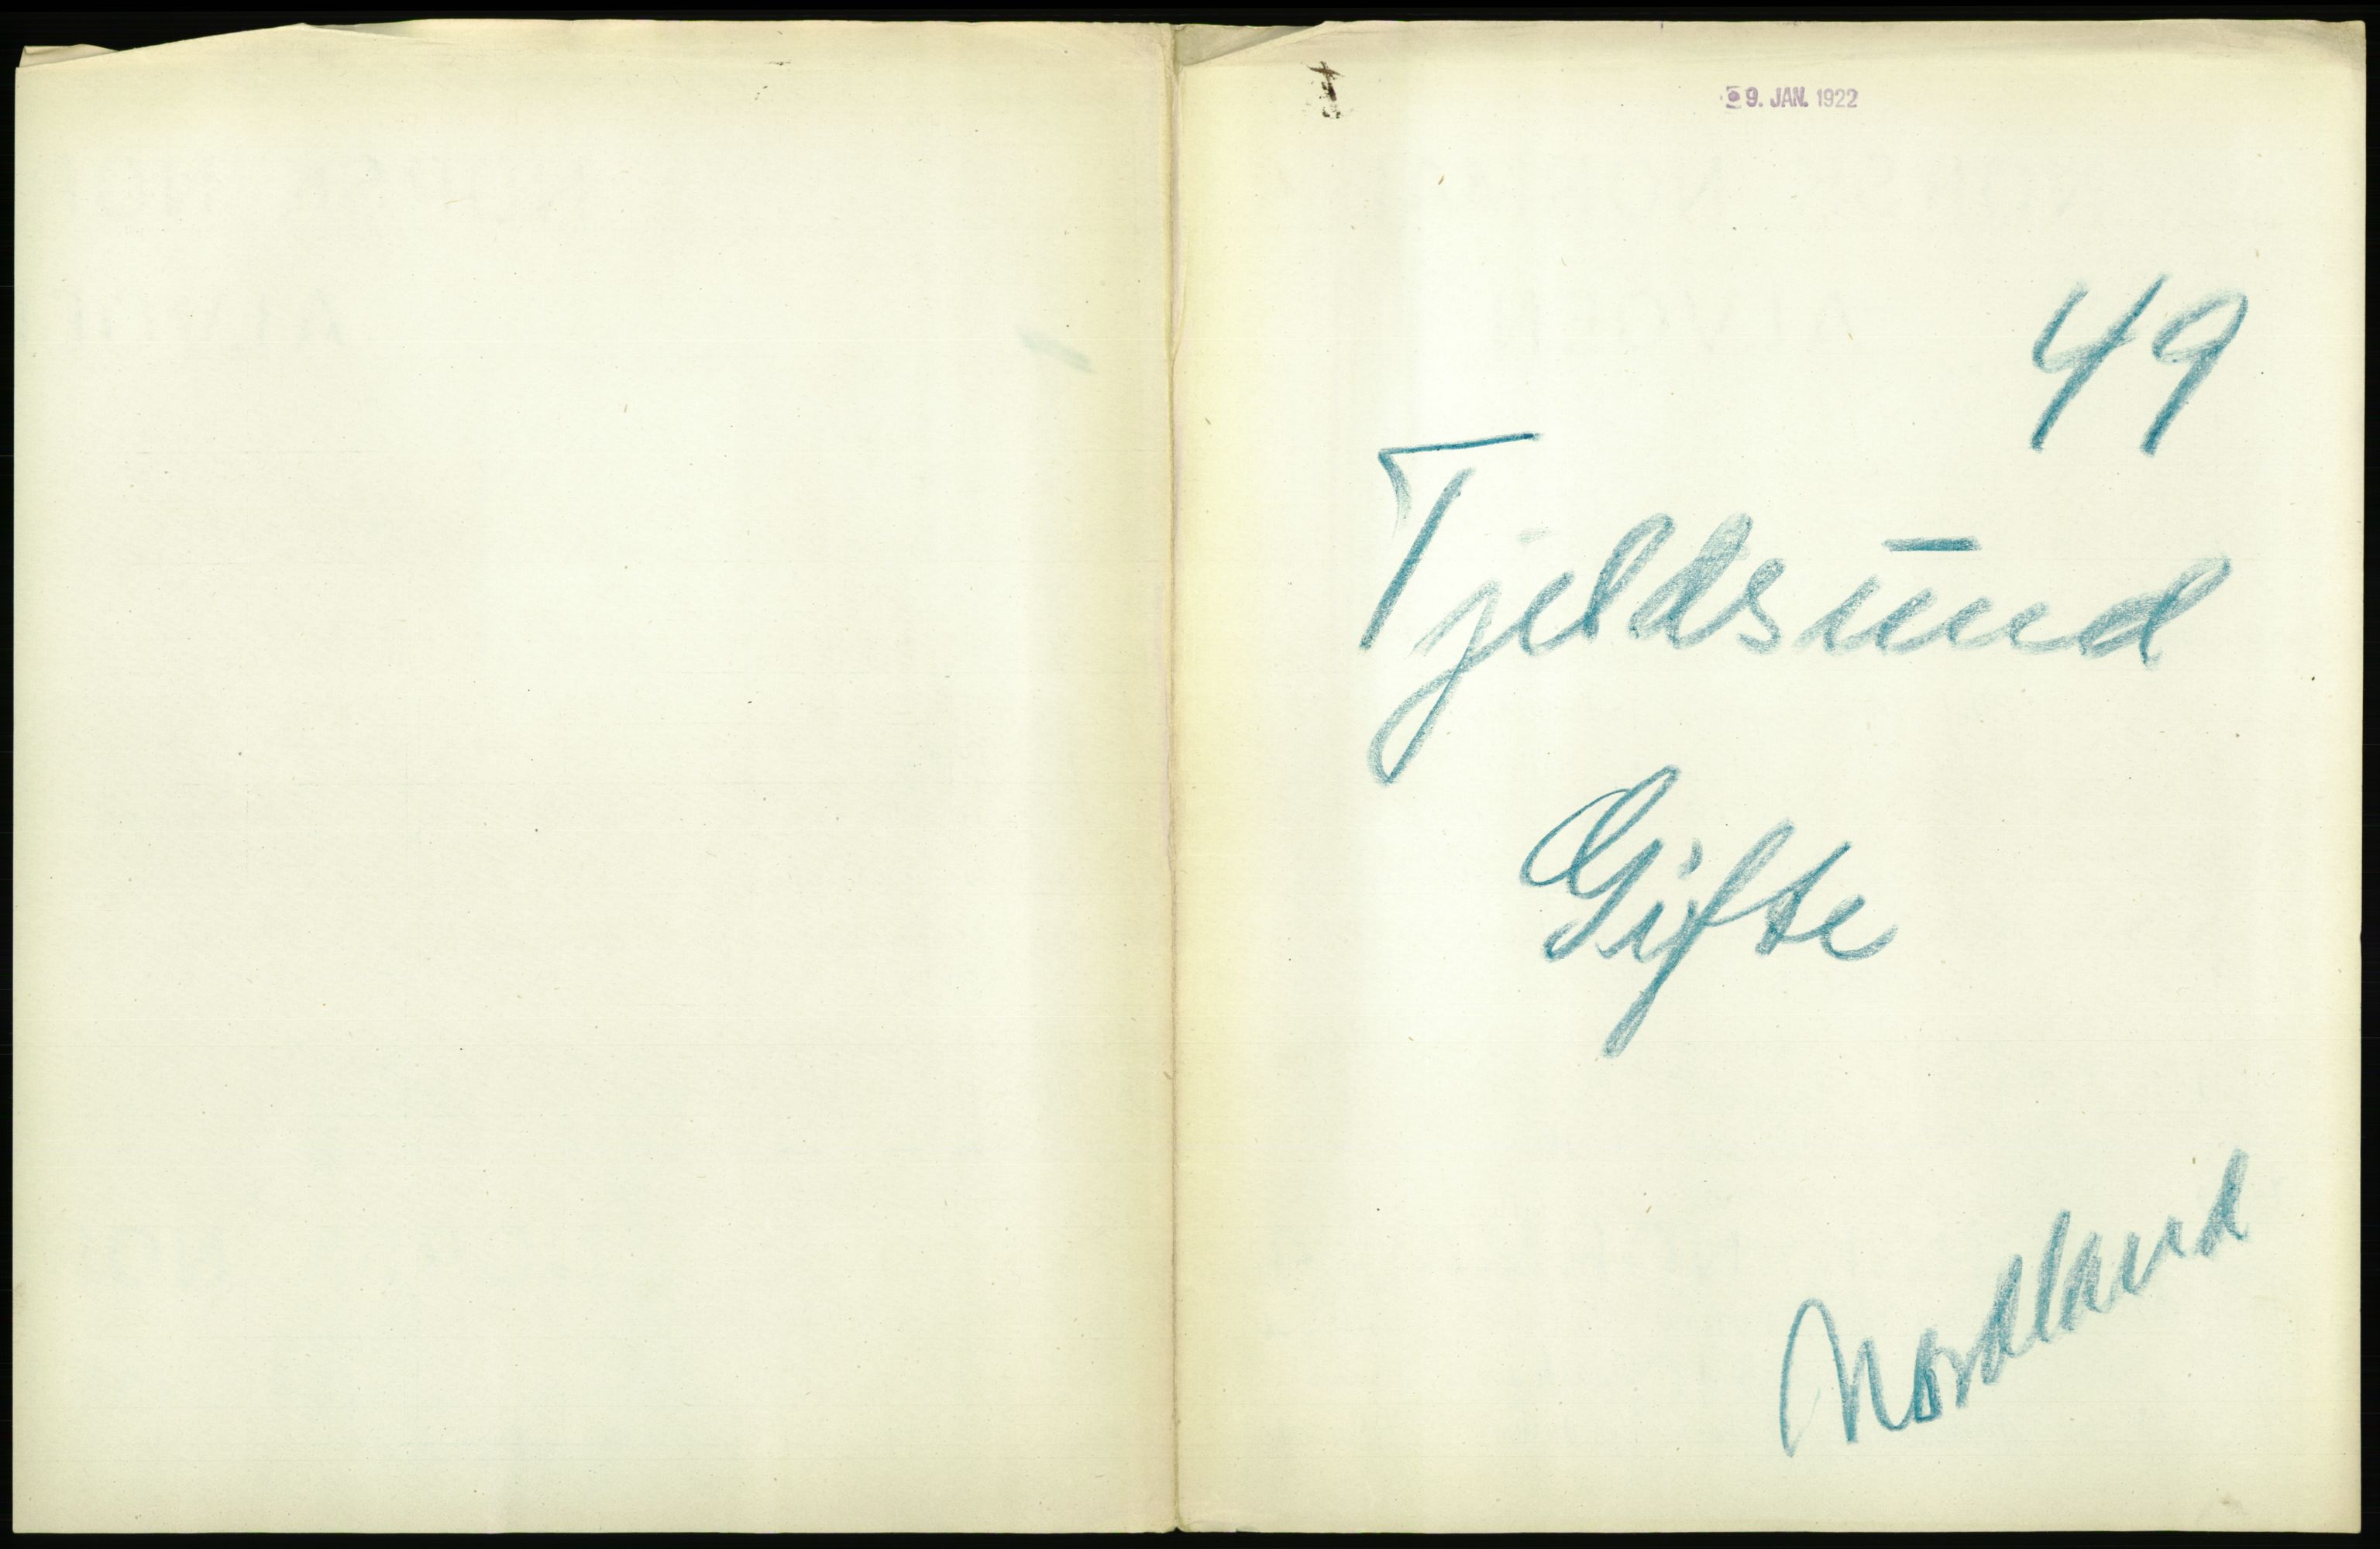 9. JAN. 1922
49
Tjeldsund
Gifte
Nordland